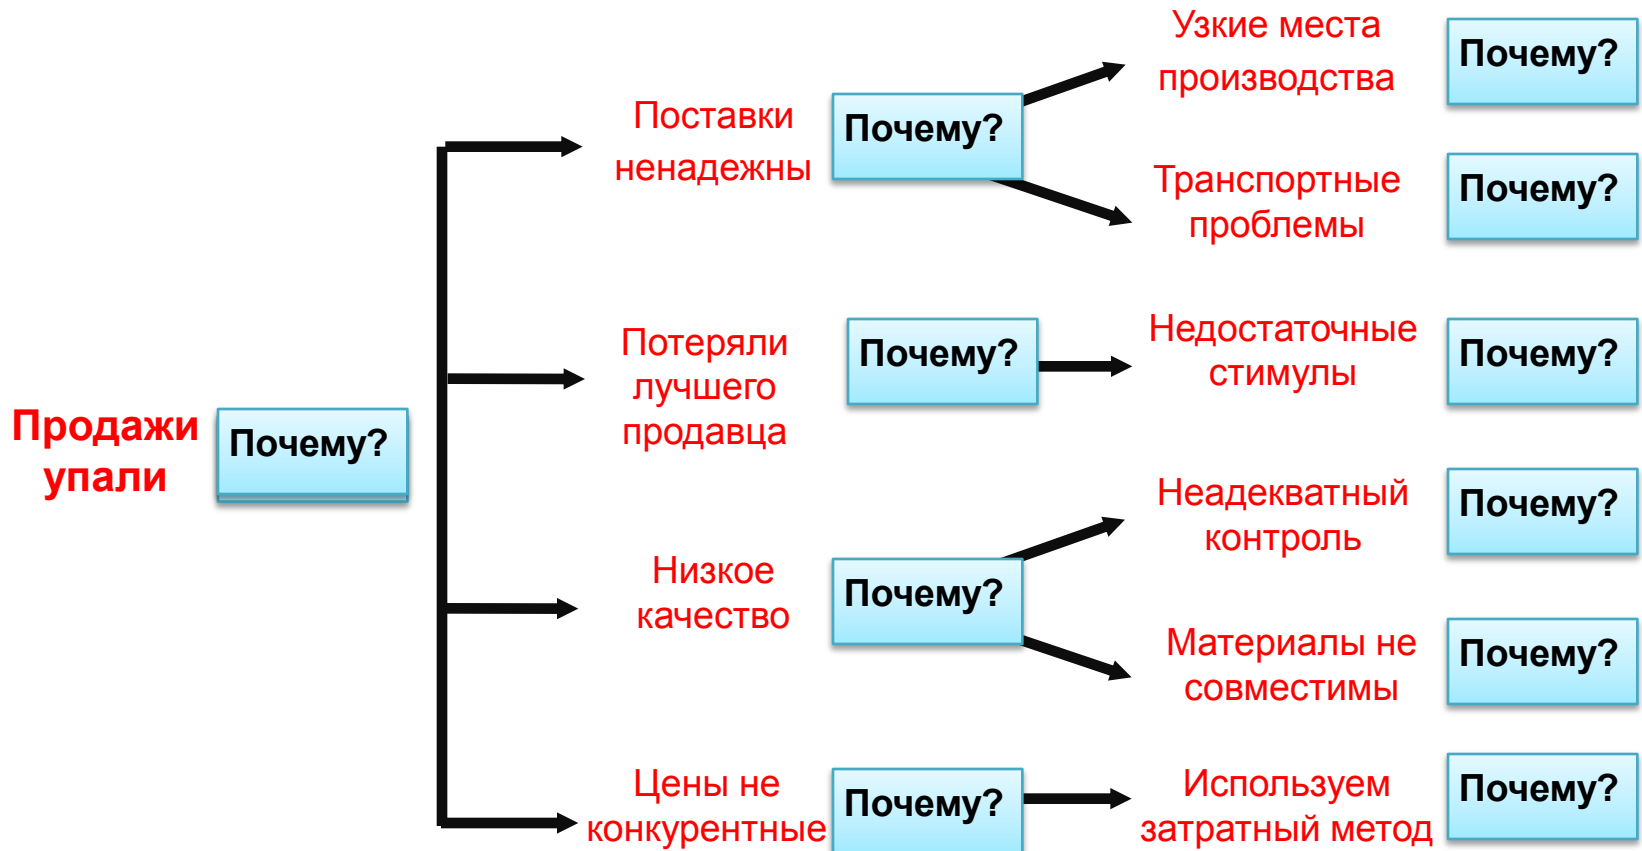 Продажи
упали
Почему?
Поставки
ненадежны
Почему?
Узкие места
производства
Почему?
Транспортные
проблемы
Почему?
Потеряли
лучшего
продавца
Почему?
Недостаточные
стимулы
Почему?
Низкое
качество
Почему?
Неадекватный
контроль
Почему?
Материалы не
совместимы
Почему?
Цены не
конкурентные
Почему?
Используем
затратный метод
Почему?